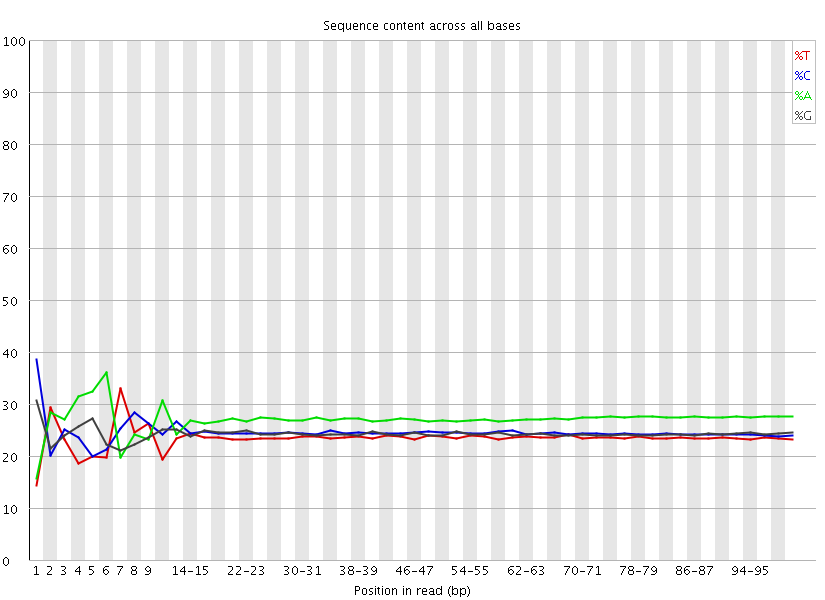 Sequence content across all bases
100
90
80
70
60
50
40
30
20
10
0
%T
%C
%A
%G
1 2 3 4 5 6 7 8 9 14-15 22-23 30-31 38-39 46-47 54-55 62-63 70-71 78-79 86-87 94-95
Position in read (bp)